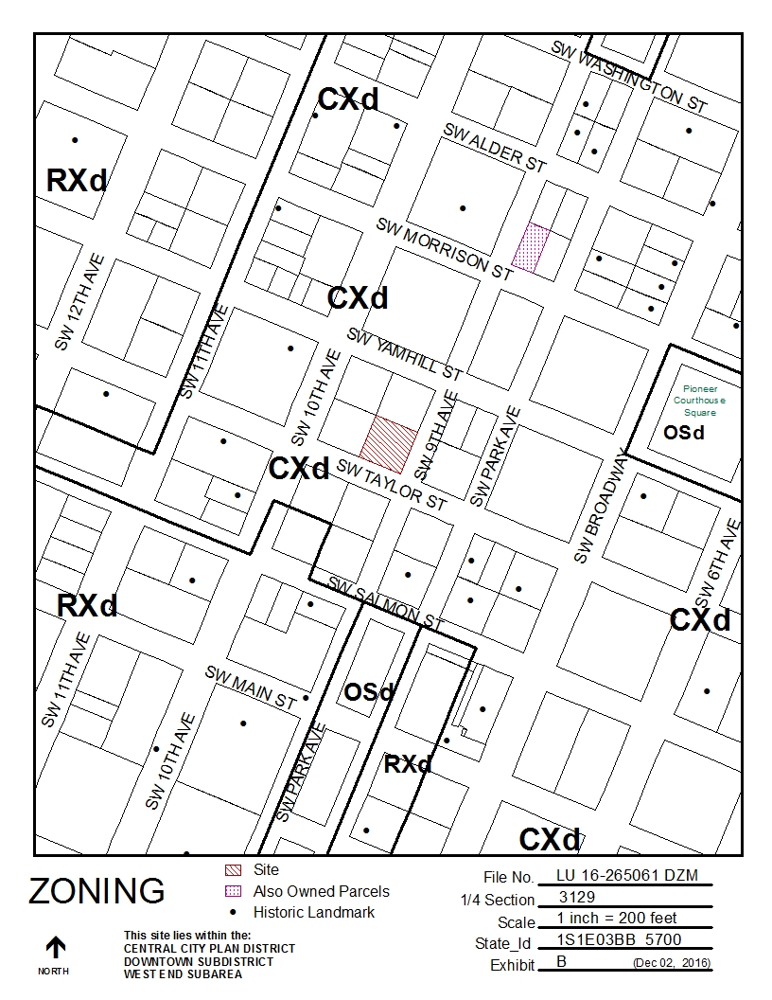 SW WASHINGTON ST
CXd
SW ALDER ST
RXd
SW MORRISON ST
SW 12TH AVE
CXd
SW 11TH AVE
SW YAMHILL ST
SW 10TH AVE
SW 9TH AVE
SW PARK AVE
Pioneer
Courthouse
Square
OSd
CXd
SW TAYLOR ST
SW BROADWAY
SW 6TH AVE
SW SALMON ST
RXd
CXd
SW 11TH AVE
SW MAIN ST
OSd
SW 10TH AVE
SW PARK AVE
RXd
CXd
ZONING
Site
Also Owned Parcels
Historic Landmark
NORTH
This site lies within the:
CENTRAL CITY PLAN DISTRICT
DOWNTOWN SUBDISTRICT
WEST END SUBAREA
File No. LU 16-265061 DZM
1/4 Section 3129
Scale 1 inch = 200 feet
State_Id 1S1E03BB 5700
Exhibit B (Dec 02, 2016)